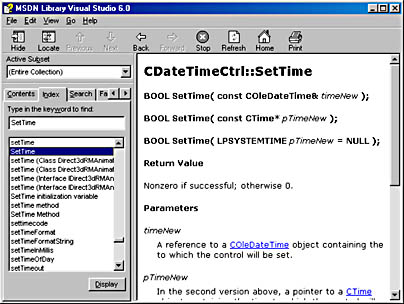 MSDN Library Visual Studio 6.0
File Edit View Go Help
Hide Locate Previous Next Back Forward Stop Refresh Home Print
Active Subset
(Entire Collection)
Contents Index Search Fa
Type in the keyword to find:
SetTime
setTime
SetTime
setTime (Class Direct3dRMAnimat
setTime (Class Direct3dRMAnimat
setTime (Interface IDirect3dRMAn
setTime (Interface IDirect3dRMAn
SetTime initialization variable
setTime method
SetTime Method
settimecode
setTimeFormat
setTimeFormatString
setTimeInMillis
setTimeOfDay
setTimeout
Display
CDateTimeCtrl::SetTime
BOOL SetTime( const COleDateTime& timeNew );
BOOL SetTime( const CTime* pTimeNew );
BOOL SetTime( LPSYSTEMTIME pTimeNew = NULL );
Return Value
Nonzero if successful; otherwise 0.
Parameters
timeNew
A reference to a COleDateTime object containing the
to which the control will be set.
pTimeNew
In the second version above, a pointer to a CTime